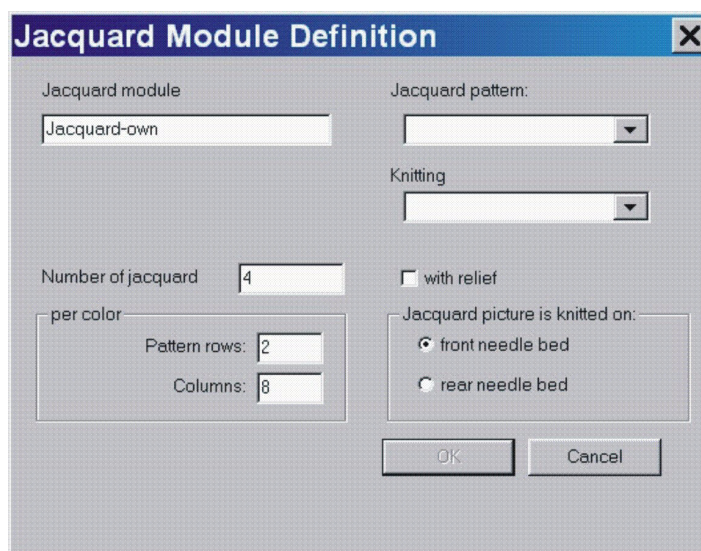 Jacquard Module Definition
Jacquard module
Jacquard pattern:
Jacquard-own
Knitting
Number of jacquard 4
with relief
per color
Pattern rows: 2
Columns: 8
Jacquard picture is knitted on:
front needle bed
rear needle bed
OK
Cancel